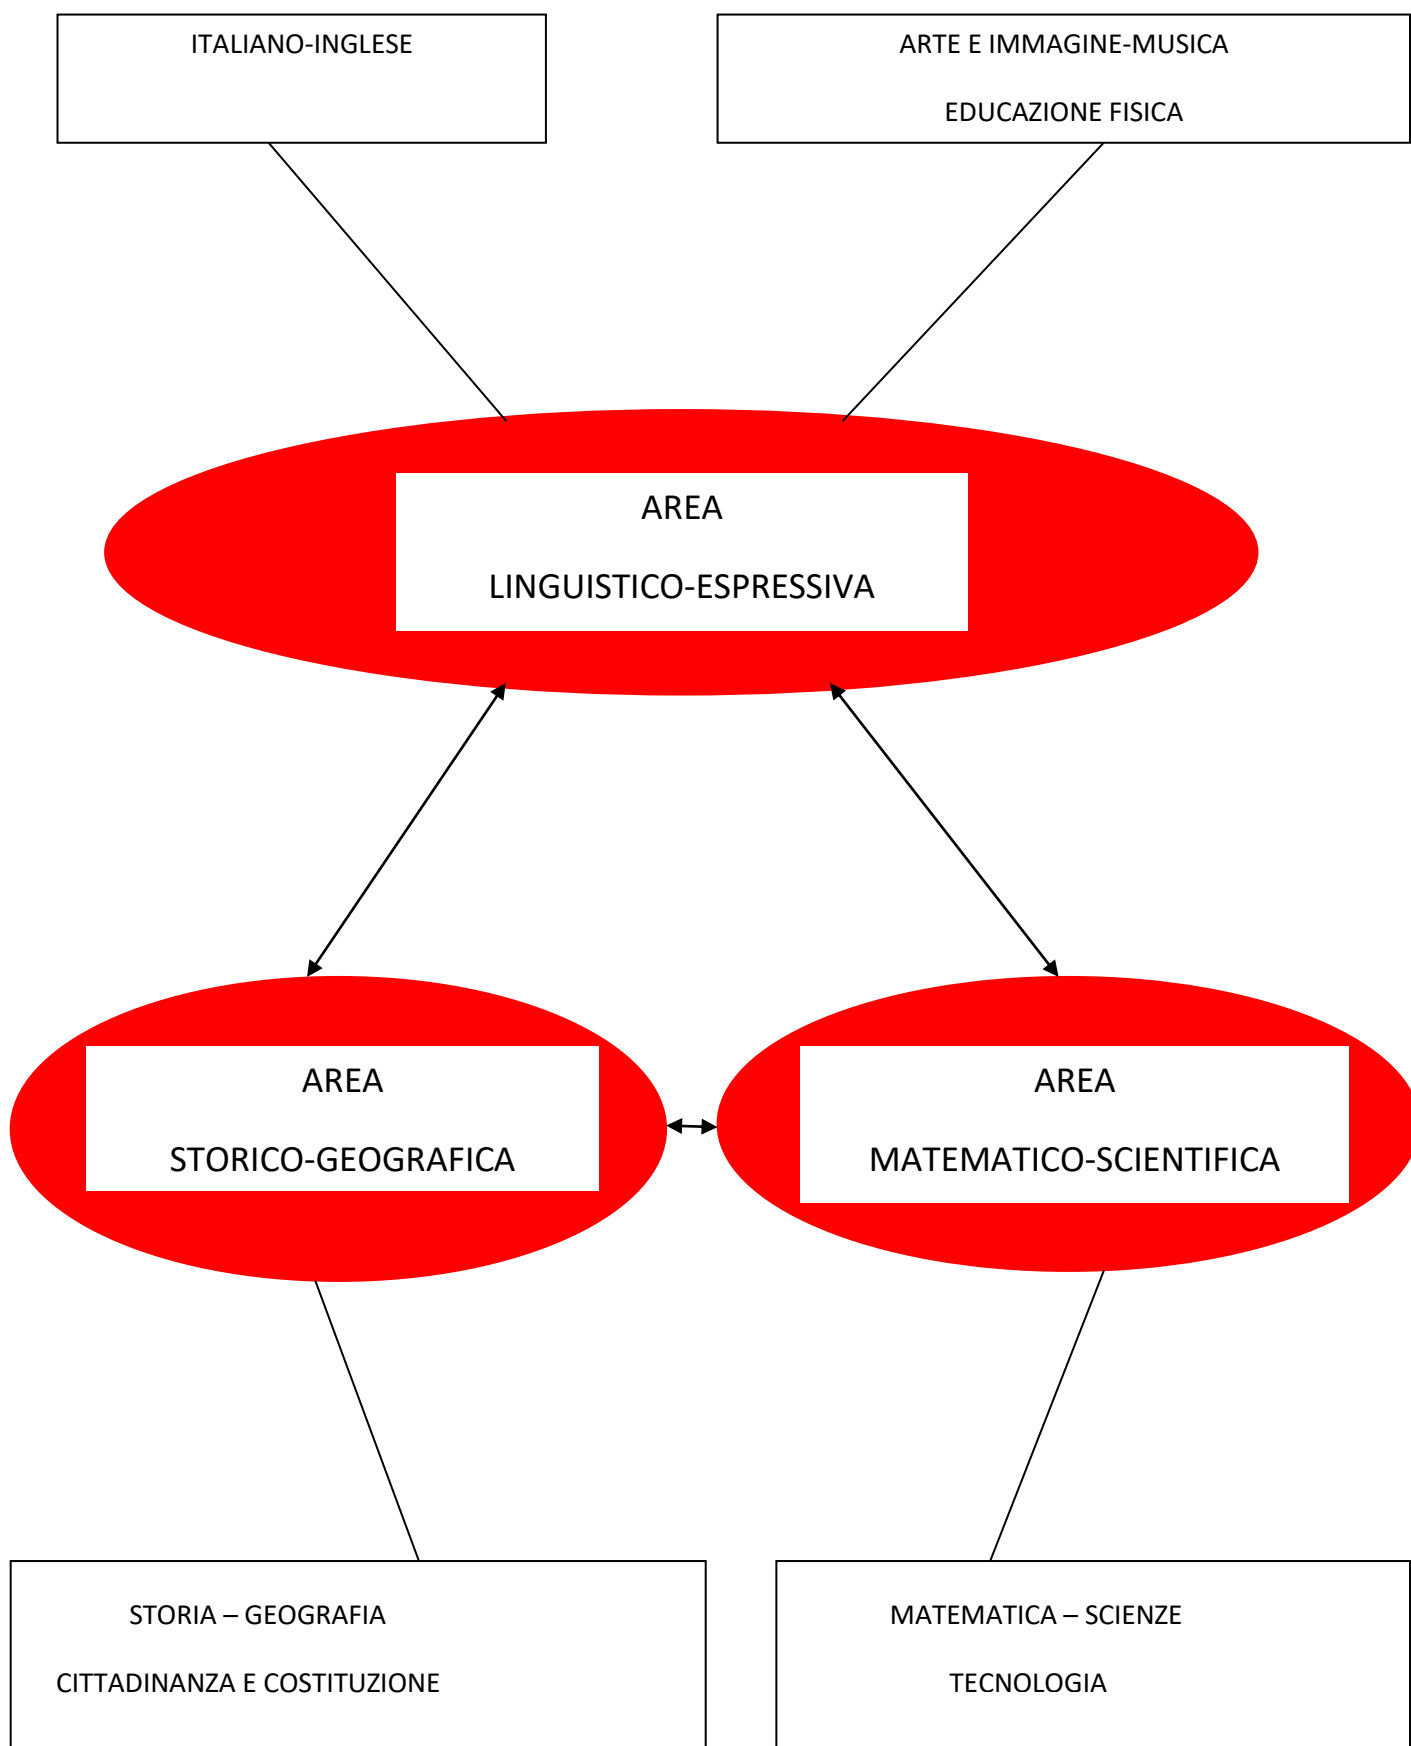 ITALIANO-INGLESE
ARTE E IMMAGINE-MUSICA
EDUCAZIONE FISICA
AREA
LINGUISTICO-ESPRESSIVA
AREA
STORICO-GEOGRAFICA
AREA
MATEMATICO-SCIENTIFICA
STORIA – GEOGRAFIA
CITTADINANZA E COSTITUZIONE
MATEMATICA – SCIENZE
TECNOLOGIA